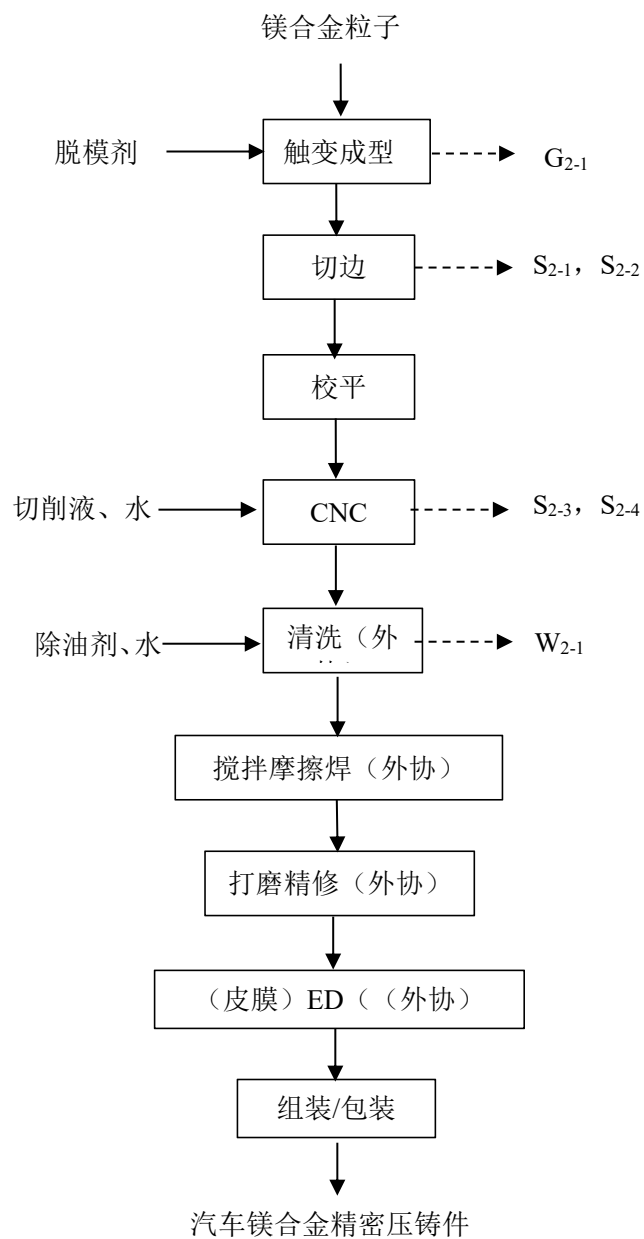 镁合金粒子
脱模剂
触变成型
G2-1
切边
S2-1，S2-2
校平
切削液、水
CNC
S2-3，S2-4
除油剂、水
清洗（外
W2-1
搅拌摩擦焊（外协）
打磨精修（外协）
（皮膜）ED（（外协）
组装/包装
汽车镁合金精密压铸件